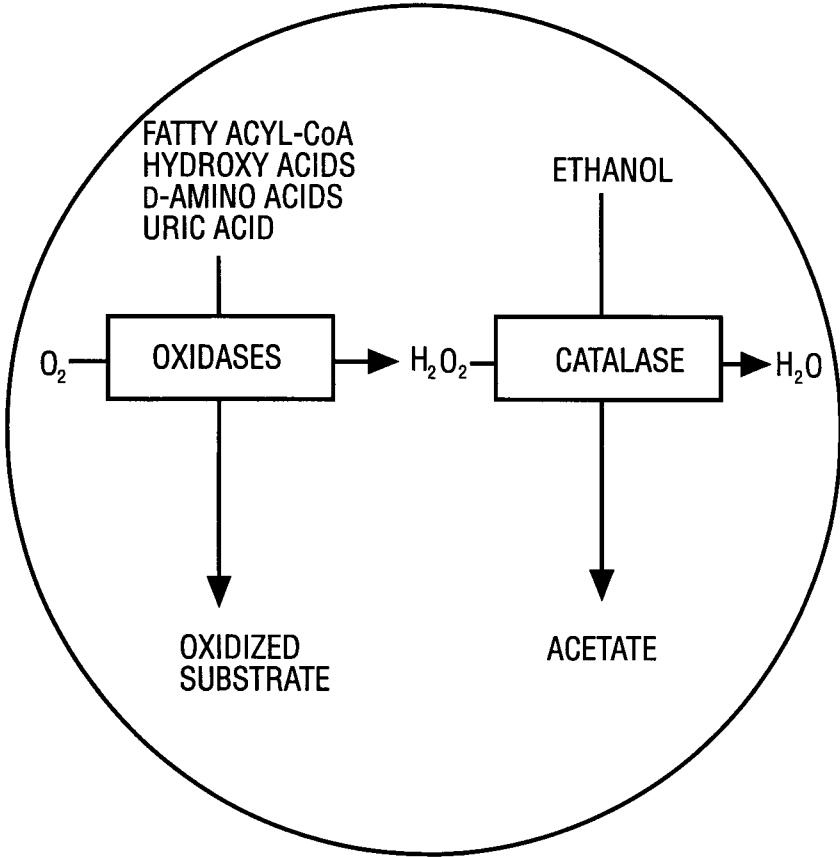 FATTY ACYL-CoA
HYDROXY ACIDS
D-AMINO ACIDS
URIC ACID
ETHANOL
O₂
OXIDASES
H₂O₂
CATALASE
H₂O
OXIDIZED
SUBSTRATE
ACETATE